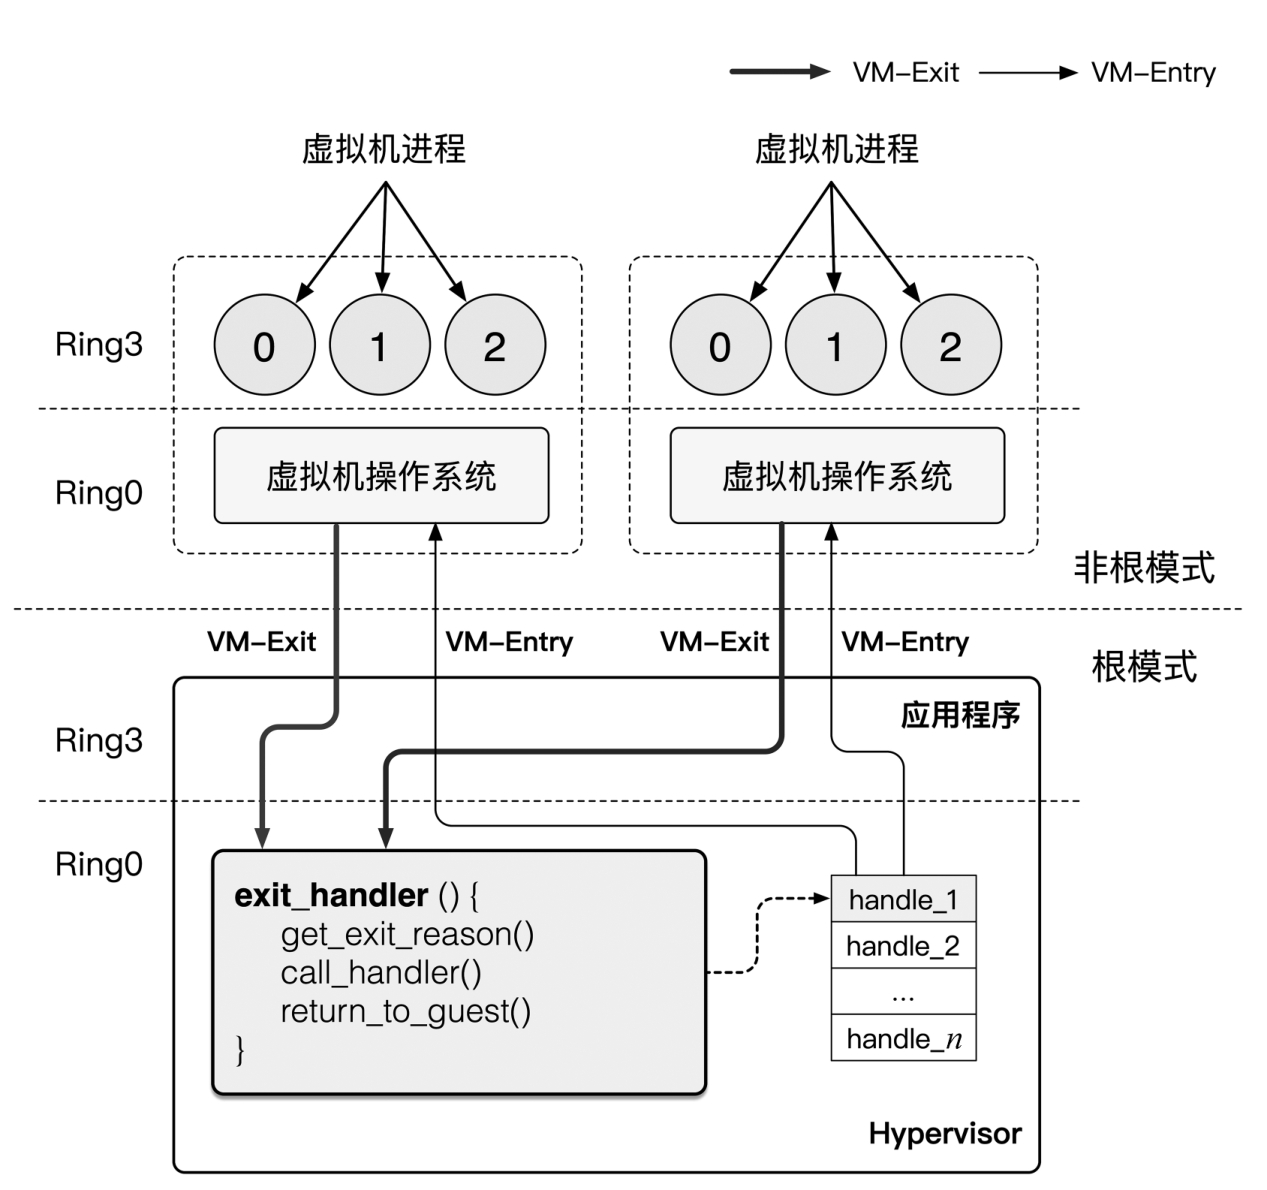 VM-Exit VM-Entry
虚拟机进程 虚拟机进程
Ring3 0 1 2 0 1 2
Ring0 虚拟机操作系统 虚拟机操作系统
非根模式
VM-Exit VM-Entry VM-Exit VM-Entry
根模式
应用程序
Ring3
Ring0
exit_handler () {
get_exit_reason()
call_handler()
return_to_guest()
}
handle_1
handle_2
...
handle_n
Hypervisor